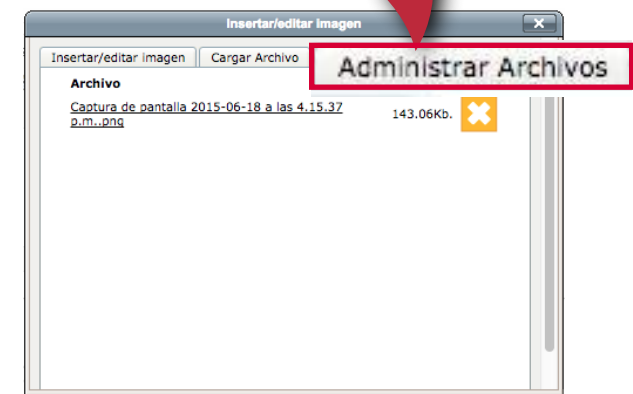 Insertar/editar Imagen
Insertar/editar imagen Cargar Archivo Administrar Archivos
Archivo
Captura de pantalla 2015-06-18 a las 4.15.37 143.06Kb.
p.m..png